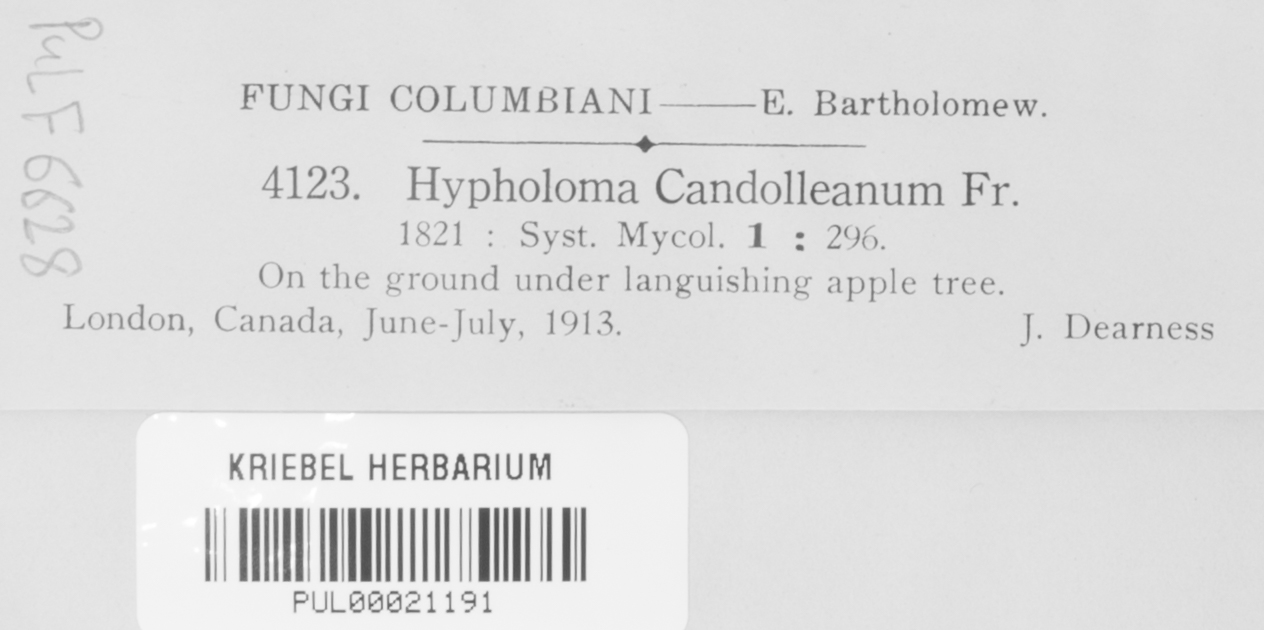 PUL F 6628
FUNGI COLUMBIANI——E. Bartholomew.
4123. Hypholoma Candolleanum Fr.
1821 : Syst. Mycol. 1 : 296.
On the ground under languishing apple tree.
London, Canada, June-July, 1913. J. Dearness
KRIEBEL HERBARIUM
PUL00021191